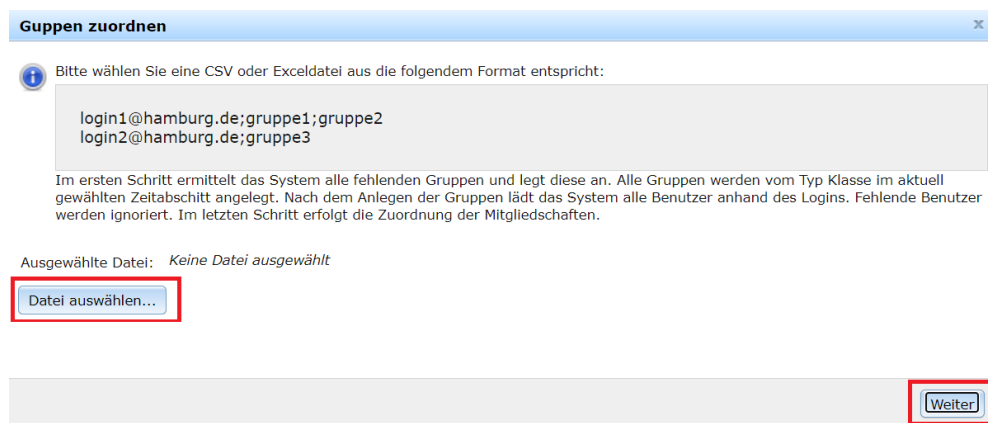 Guppen zuordnen x
Bitte wählen Sie eine CSV oder Exceldatei aus die folgendem Format entspricht:
login1@hamburg.de;gruppe1;gruppe2
login2@hamburg.de;gruppe3
Im ersten Schritt ermittelt das System alle fehlenden Gruppen und legt diese an. Alle Gruppen werden vom Typ Klasse im aktuell
gewählten Zeitabschitt angelegt. Nach dem Anlegen der Gruppen lädt das System alle Benutzer anhand des Logins. Fehlende Benutzer
werden ignoriert. Im letzten Schritt erfolgt die Zuordnung der Mitgliedschaften.
Ausgewählte Datei: Keine Datei ausgewählt
Datei auswählen...
Weiter